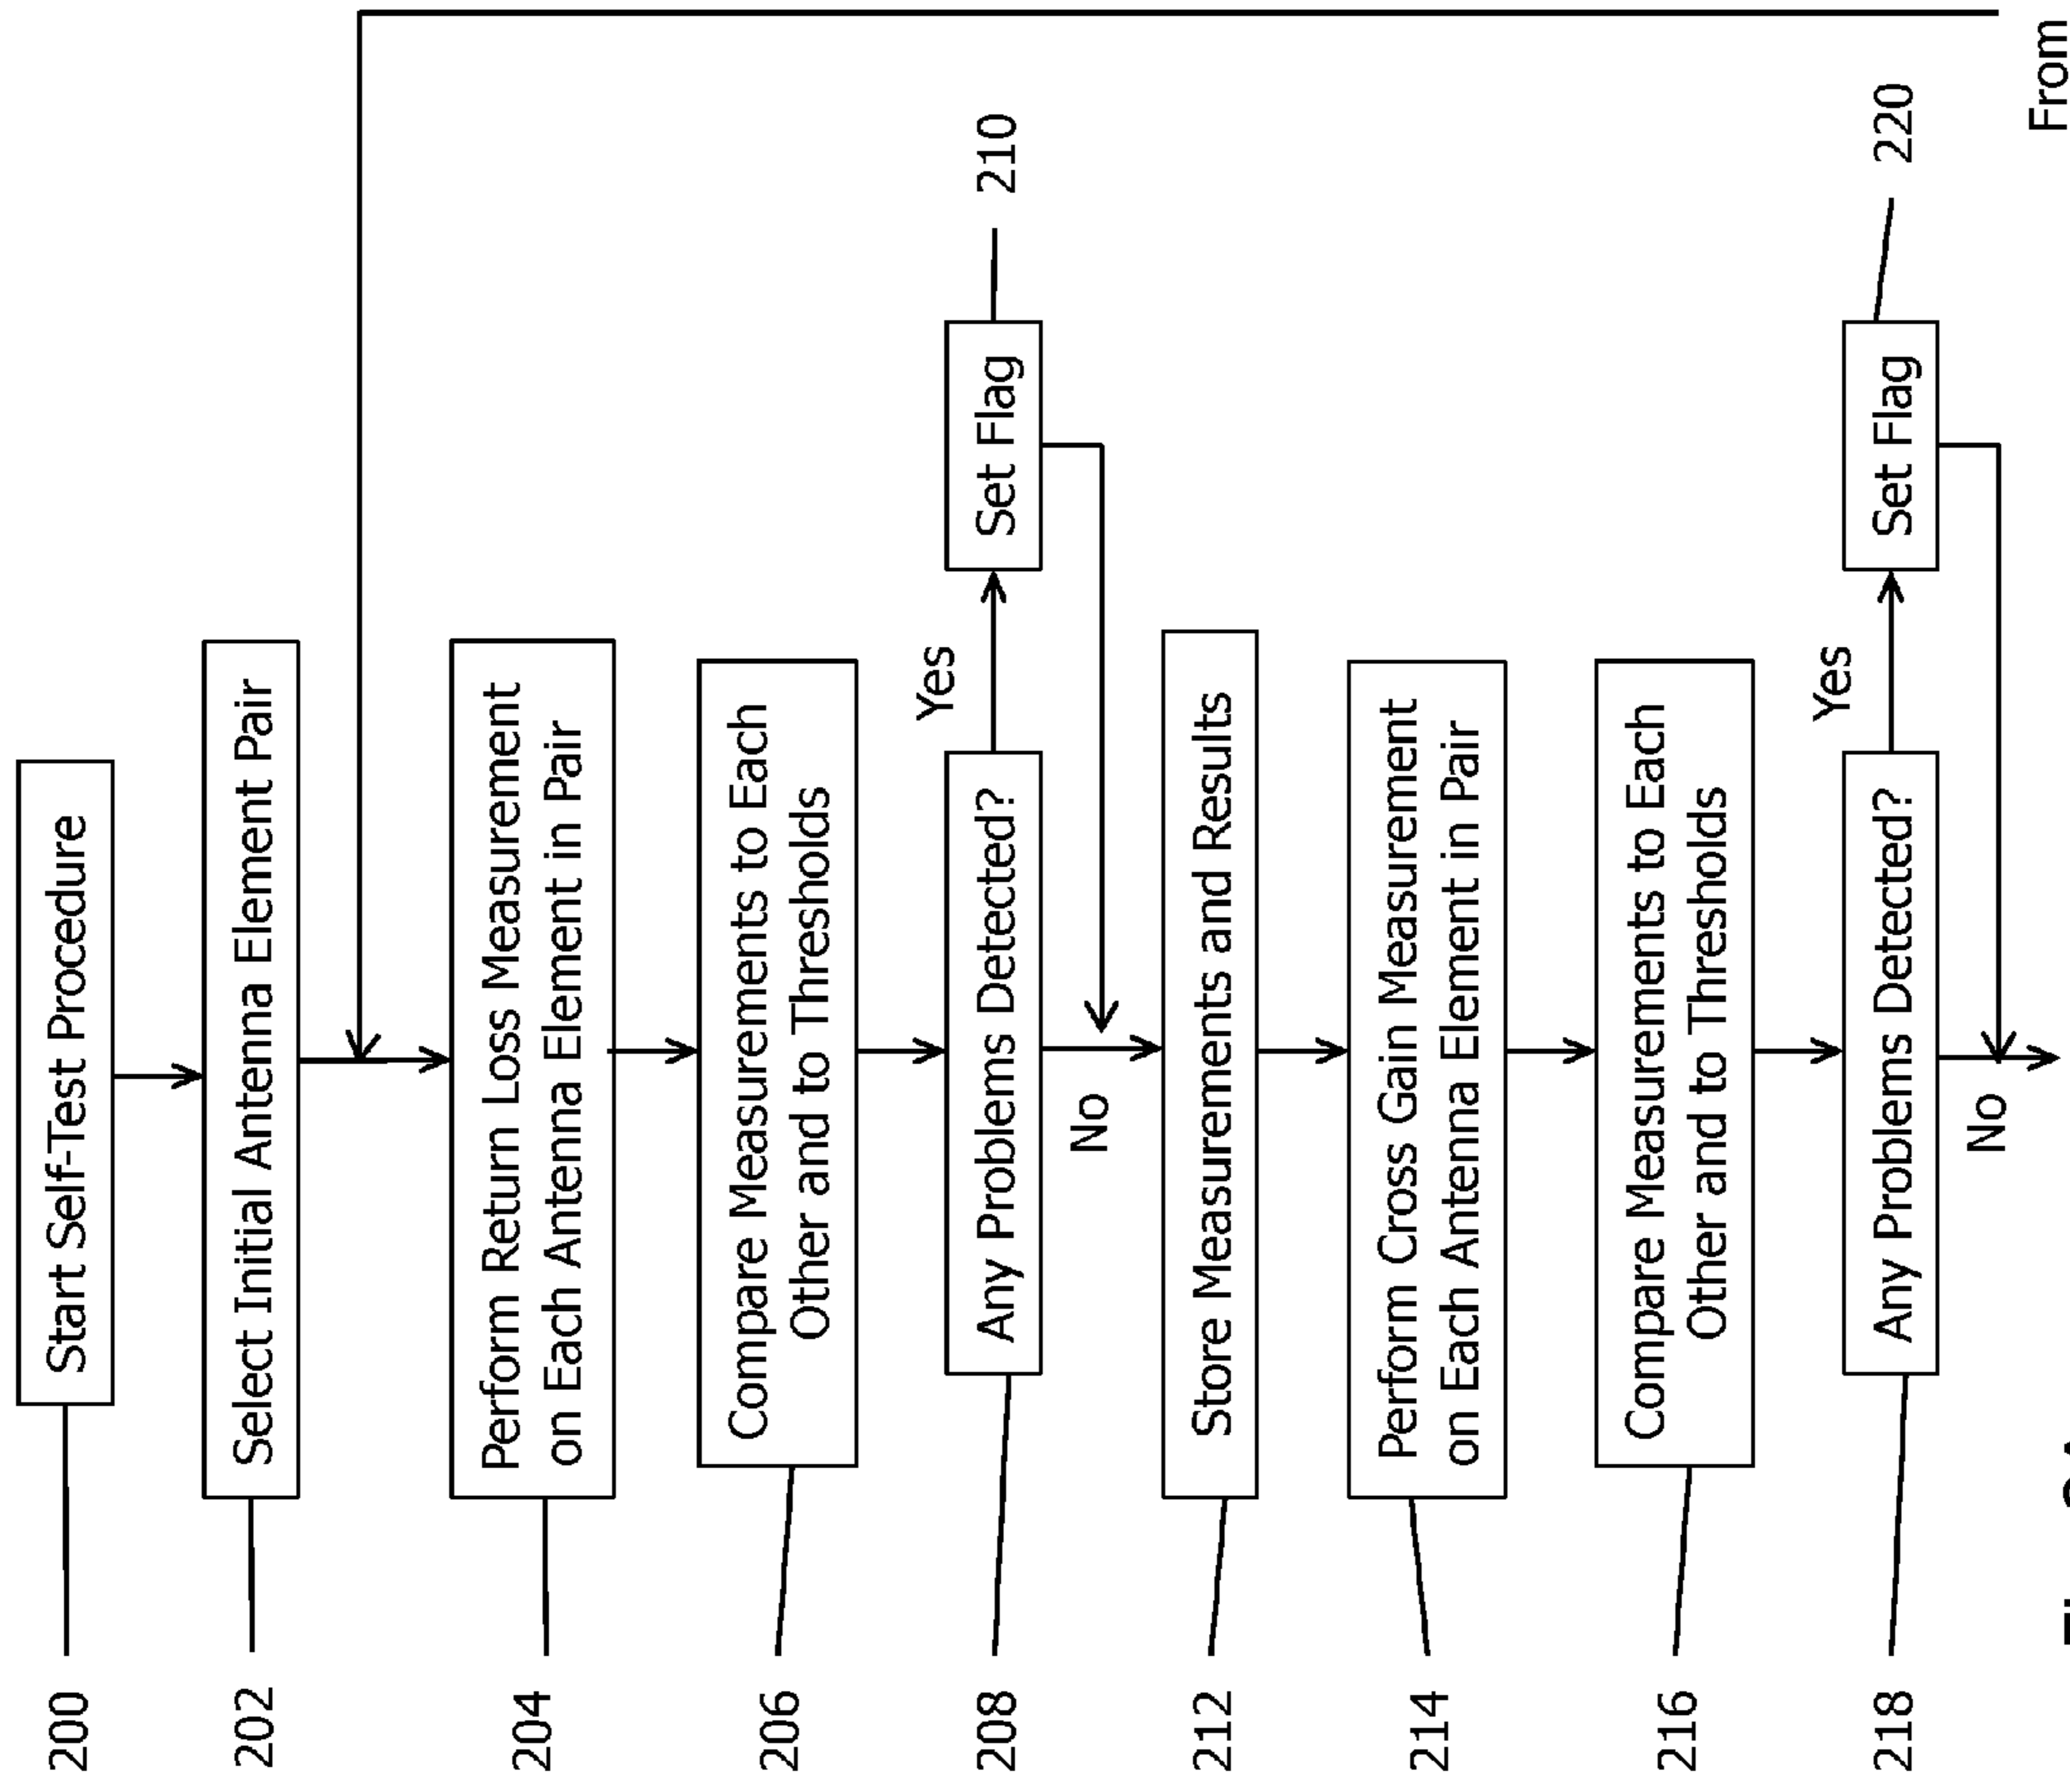 200
Start Self-Test Procedure
202
Select Initial Antenna Element Pair
204
Perform Return Loss Measurement
on Each Antenna Element in Pair
206
Compare Measurements to Each
Other and to Thresholds
208
Any Problems Detected?
Yes
Set Flag
210
No
212
Store Measurements and Results
214
Perform Cross Gain Measurement
on Each Antenna Element in Pair
216
Compare Measurements to Each
Other and to Thresholds
218
Any Problems Detected?
Yes
Set Flag
220
No
From